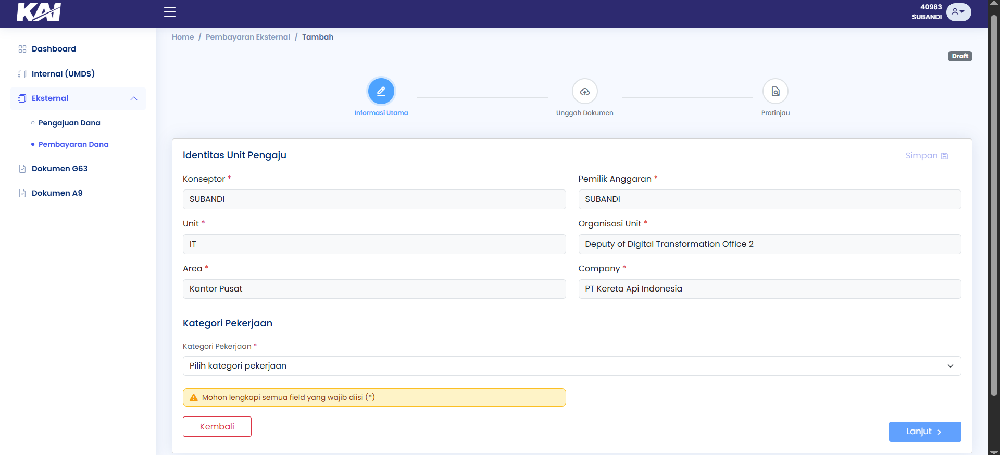 KAI
40983
SUBANDI
Home / Pembayaran Eksternal / Tambah
Draft
Dashboard
Internal (UMDS)
Eksternal
Pengajuan Dana
Pembayaran Dana
Dokumen G63
Dokumen A9
Informasi Utama
Unggah Dokumen
Pratinjau
Identitas Unit Pengaju
Simpan
Konseptor *
Pemilik Anggaran *
SUBANDI
SUBANDI
Unit *
Organisasi Unit *
IT
Deputy of Digital Transformation Office 2
Area *
Company *
Kantor Pusat
PT Kereta Api Indonesia
Kategori Pekerjaan
Kategori Pekerjaan *
Pilih kategori pekerjaan
Mohon lengkapi semua field yang wajib diisi (*)
Kembali
Lanjut